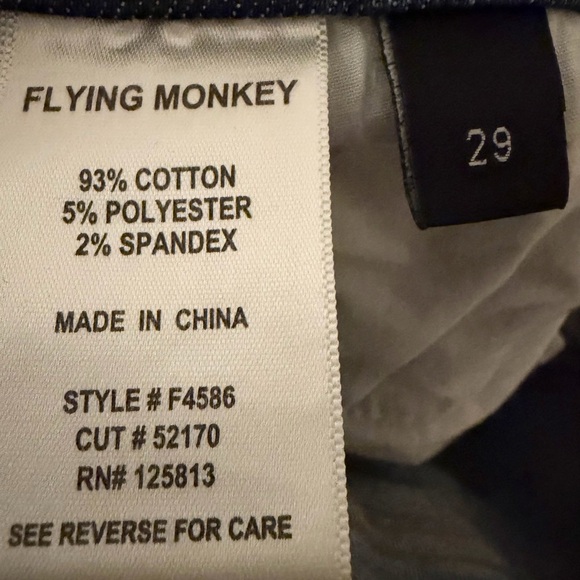 FLYING MONKEY
93% COTTON
5% POLYESTER
2% SPANDEX
MADE IN CHINA
STYLE # F4586
CUT # 52170
RN# 125813
SEE REVERSE FOR CARE
29